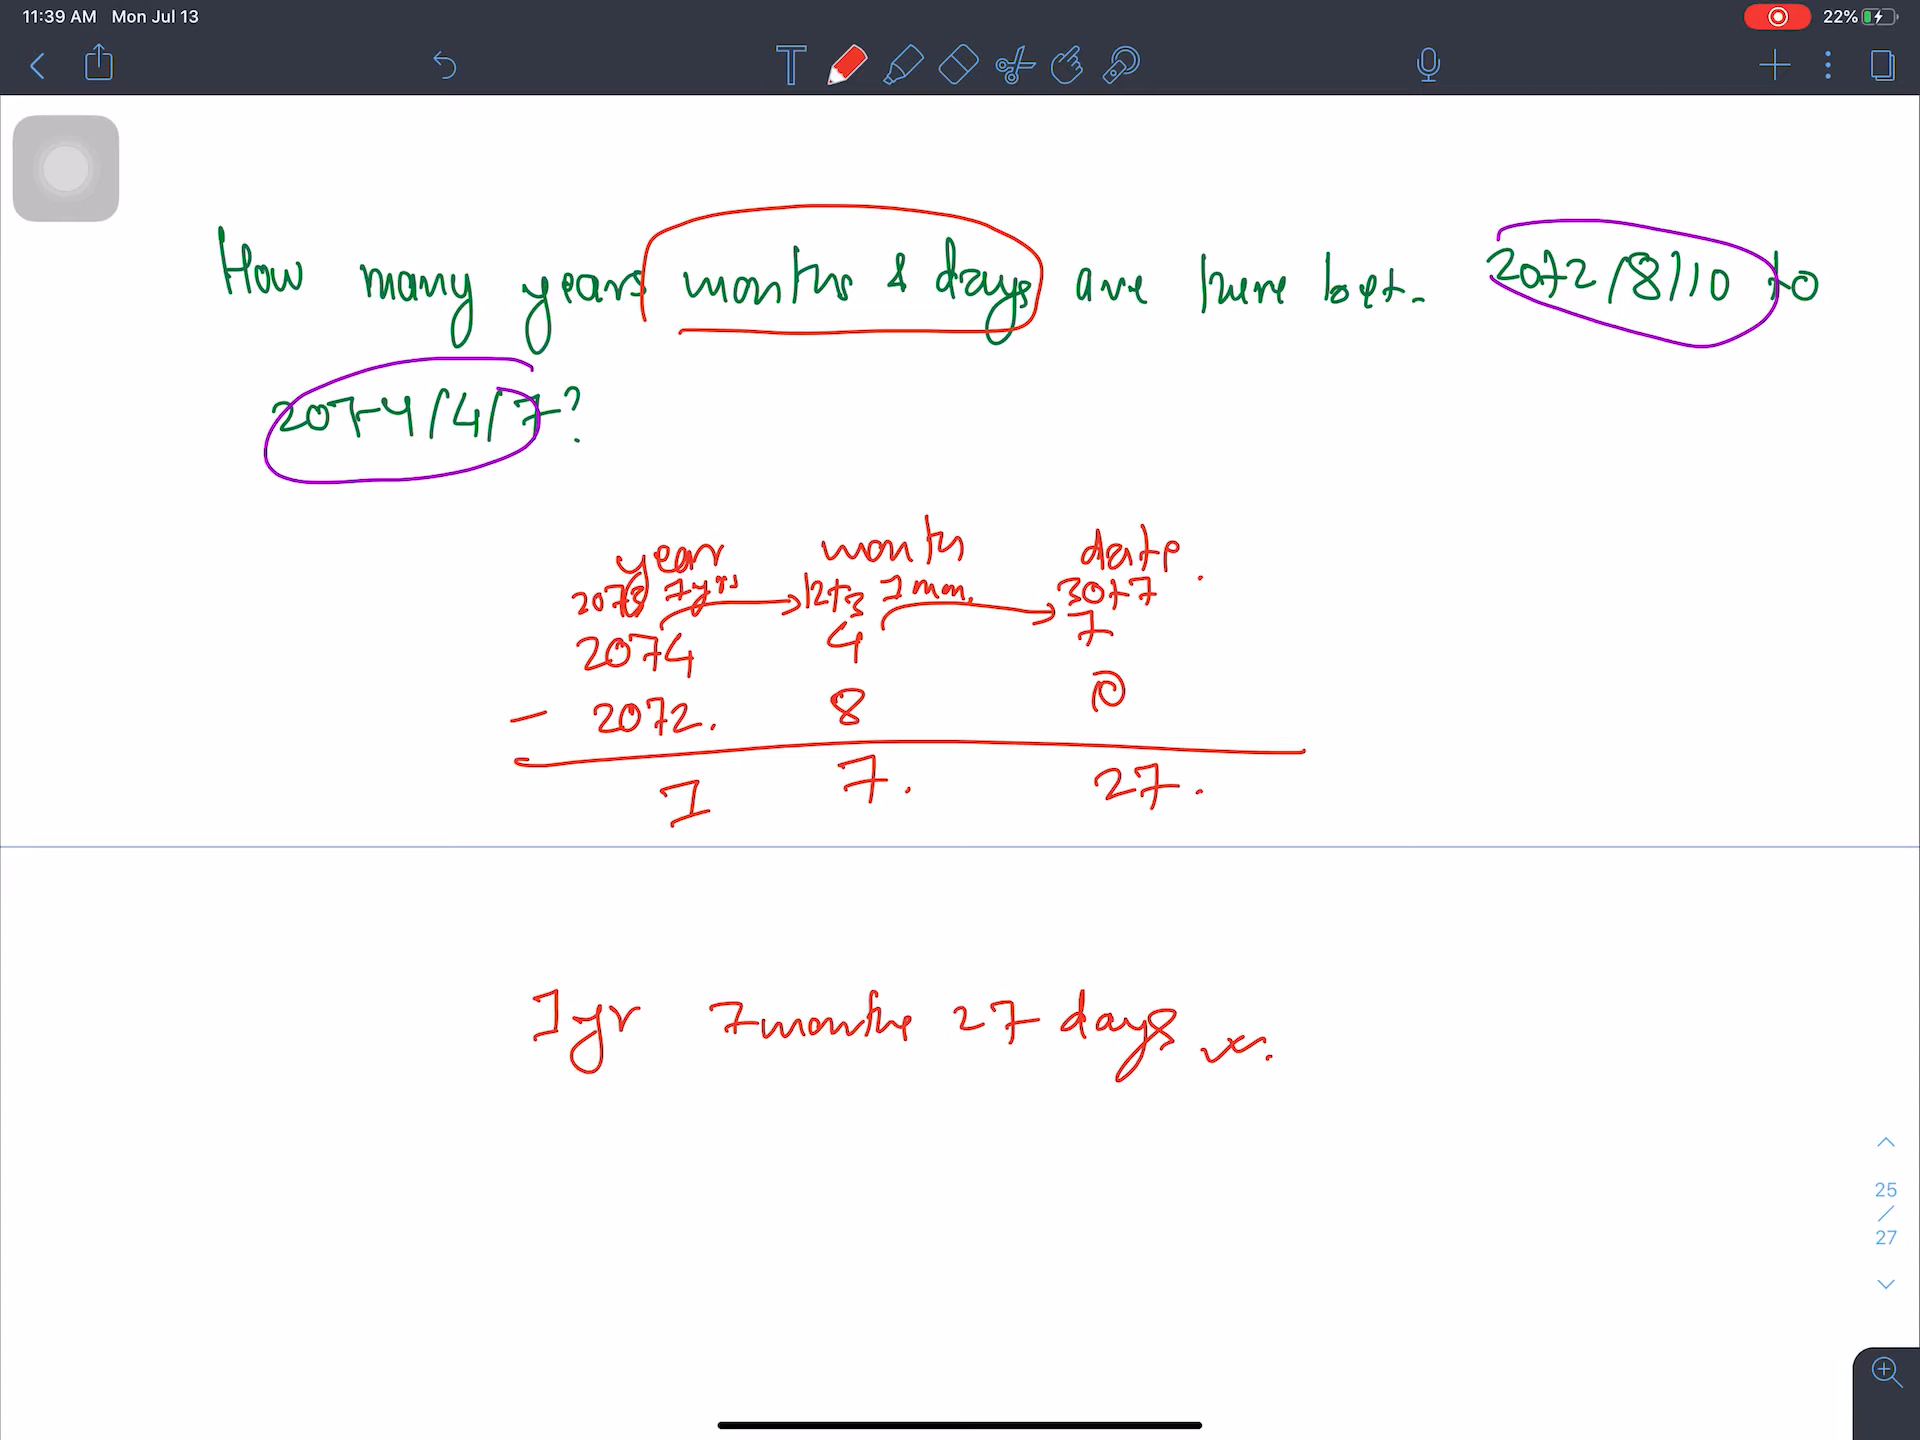 11:39 AM Mon Jul 13
22%
How many years months & days are there bet. 2072/8/10 to
2074/4/7?
year month date
2073 1yrs 12+3 1 mon. 30+7
2074 4 7
- 2072. 8 10
1 7. 27.
1yr 7months 27 days
25
/
27